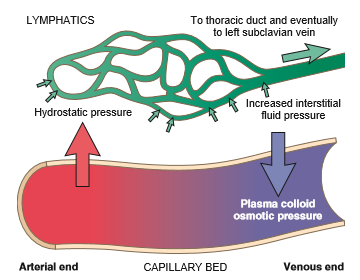 LYMPHATICS
To thoracic duct and eventually
to left subclavian vein
Hydrostatic pressure
Increased interstitial
fluid pressure
Plasma colloid
osmotic pressure
Arterial end
CAPILLARY BED
Venous end